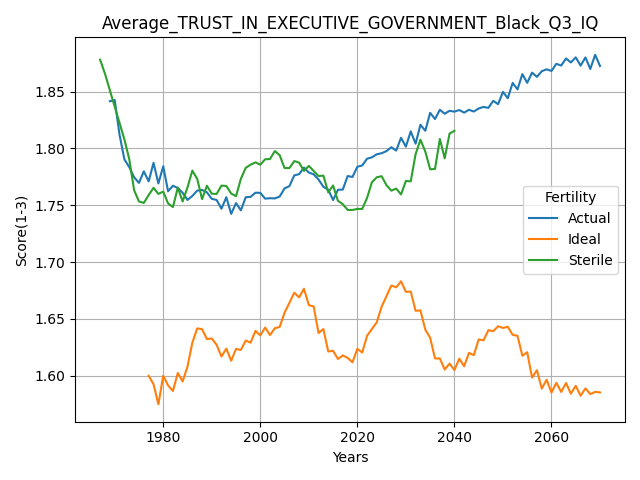 Average_TRUST_IN_EXECUTIVE_GOVERNMENT_Black_Q3_IQ
Score(1-3)
1.85
1.80
1.75
1.70
1.65
1.60
Fertility
Actual
Ideal
Sterile
1980
2000
2020
2040
2060
Years